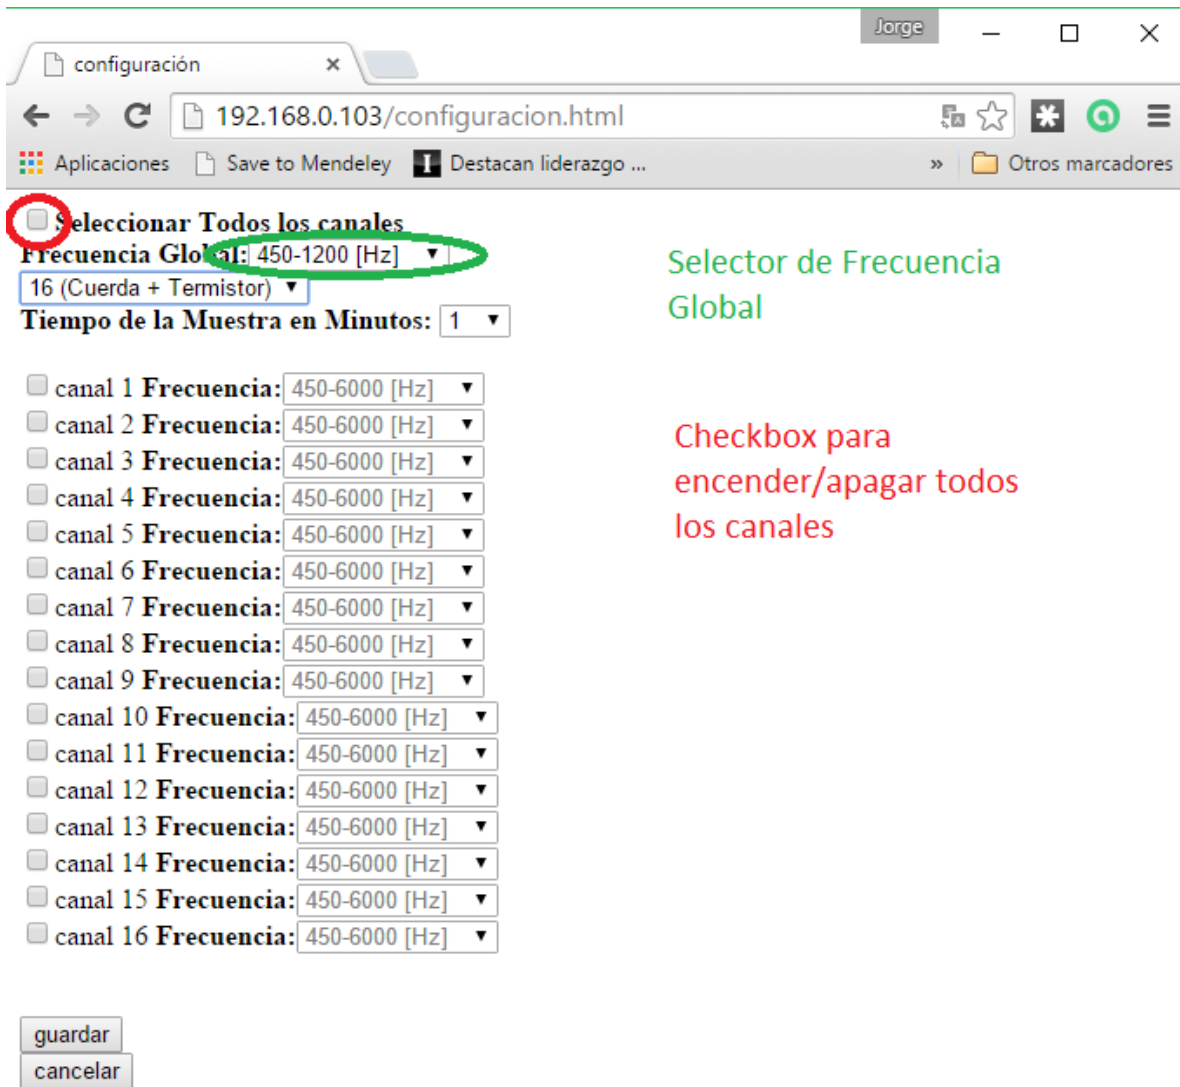 Jorge
configuración
192.168.0.103/configuracion.html
Aplicaciones Save to Mendeley Destacan liderazgo ... » Otros marcadores
Seleccionar Todos los canales
Frecuencia Global: 450-1200 [Hz]
16 (Cuerda + Termistor)
Tiempo de la Muestra en Minutos: 1
Selector de Frecuencia
Global
canal 1 Frecuencia: 450-6000 [Hz]
canal 2 Frecuencia: 450-6000 [Hz]
canal 3 Frecuencia: 450-6000 [Hz]
canal 4 Frecuencia: 450-6000 [Hz]
canal 5 Frecuencia: 450-6000 [Hz]
canal 6 Frecuencia: 450-6000 [Hz]
canal 7 Frecuencia: 450-6000 [Hz]
canal 8 Frecuencia: 450-6000 [Hz]
canal 9 Frecuencia: 450-6000 [Hz]
canal 10 Frecuencia: 450-6000 [Hz]
canal 11 Frecuencia: 450-6000 [Hz]
canal 12 Frecuencia: 450-6000 [Hz]
canal 13 Frecuencia: 450-6000 [Hz]
canal 14 Frecuencia: 450-6000 [Hz]
canal 15 Frecuencia: 450-6000 [Hz]
canal 16 Frecuencia: 450-6000 [Hz]
Checkbox para
encender/apagar todos
los canales
guardar
cancelar